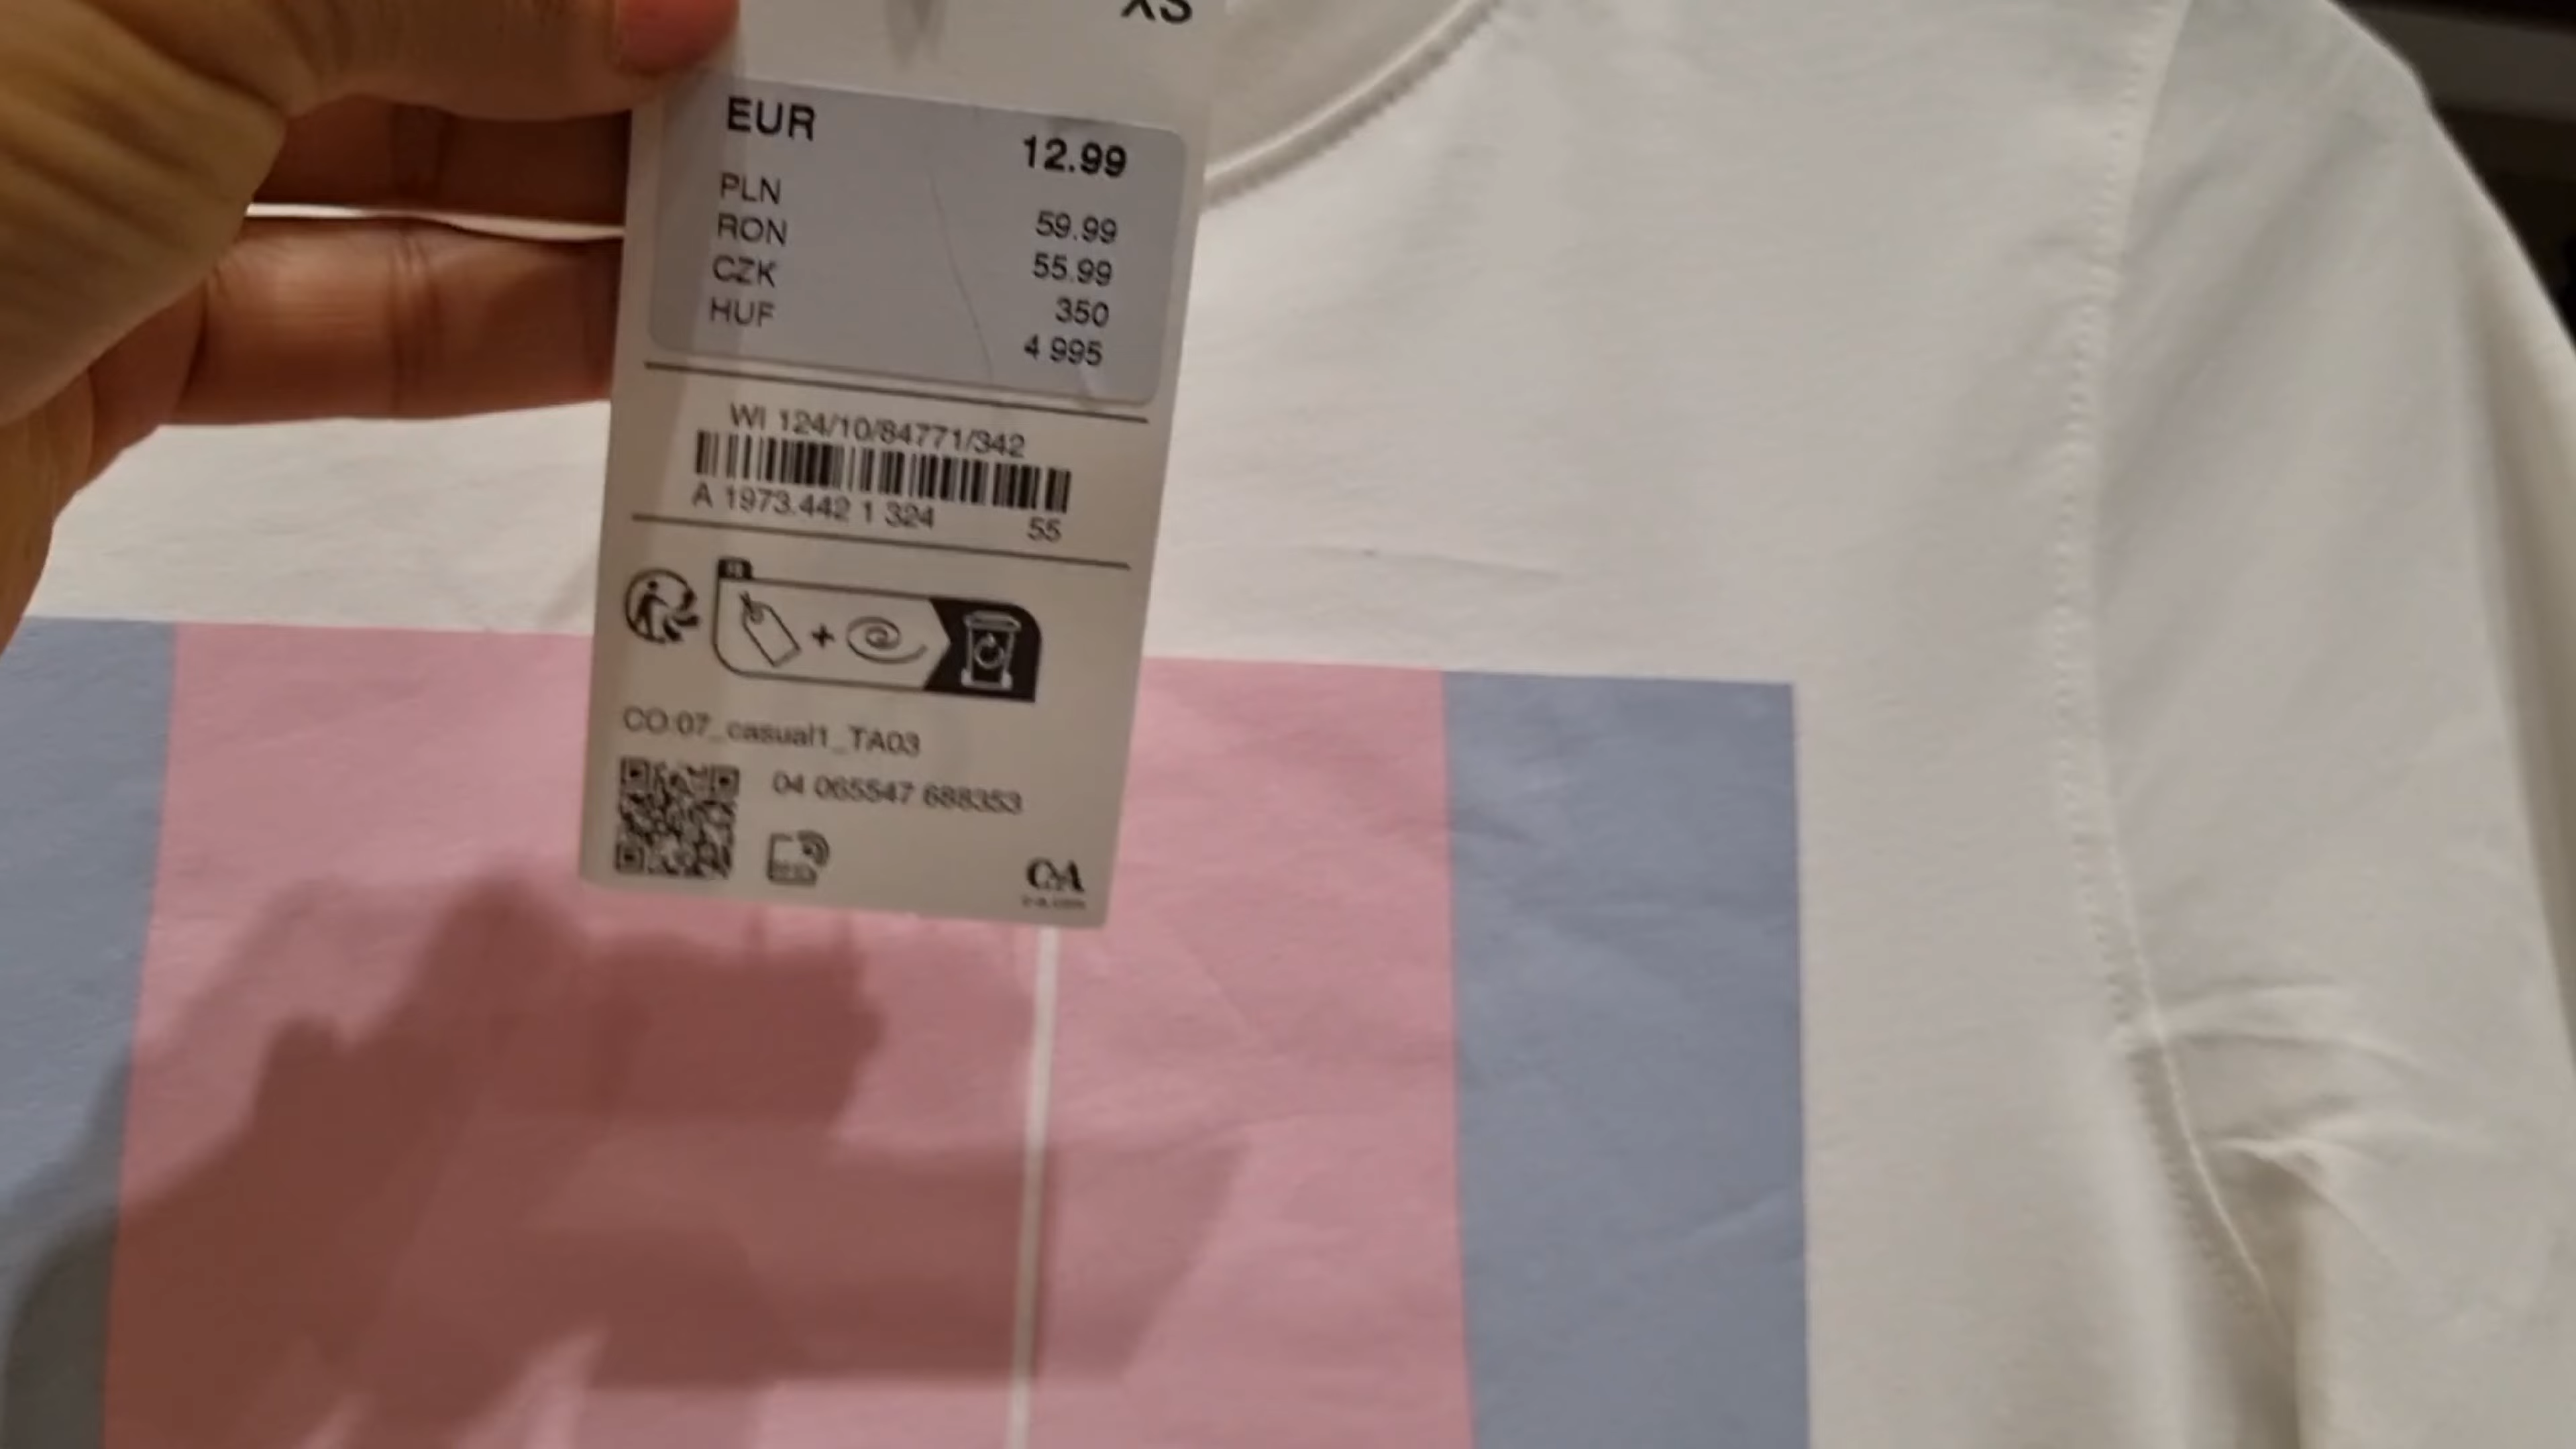 XS
EUR 12.99
PLN 59.99
RON 55.99
CZK 350
HUF 4 995
WI 124/10/84771/342
A 1973.442 1 324 55
+
CO 07_casual1_TA03
04 065547 688353
C&A